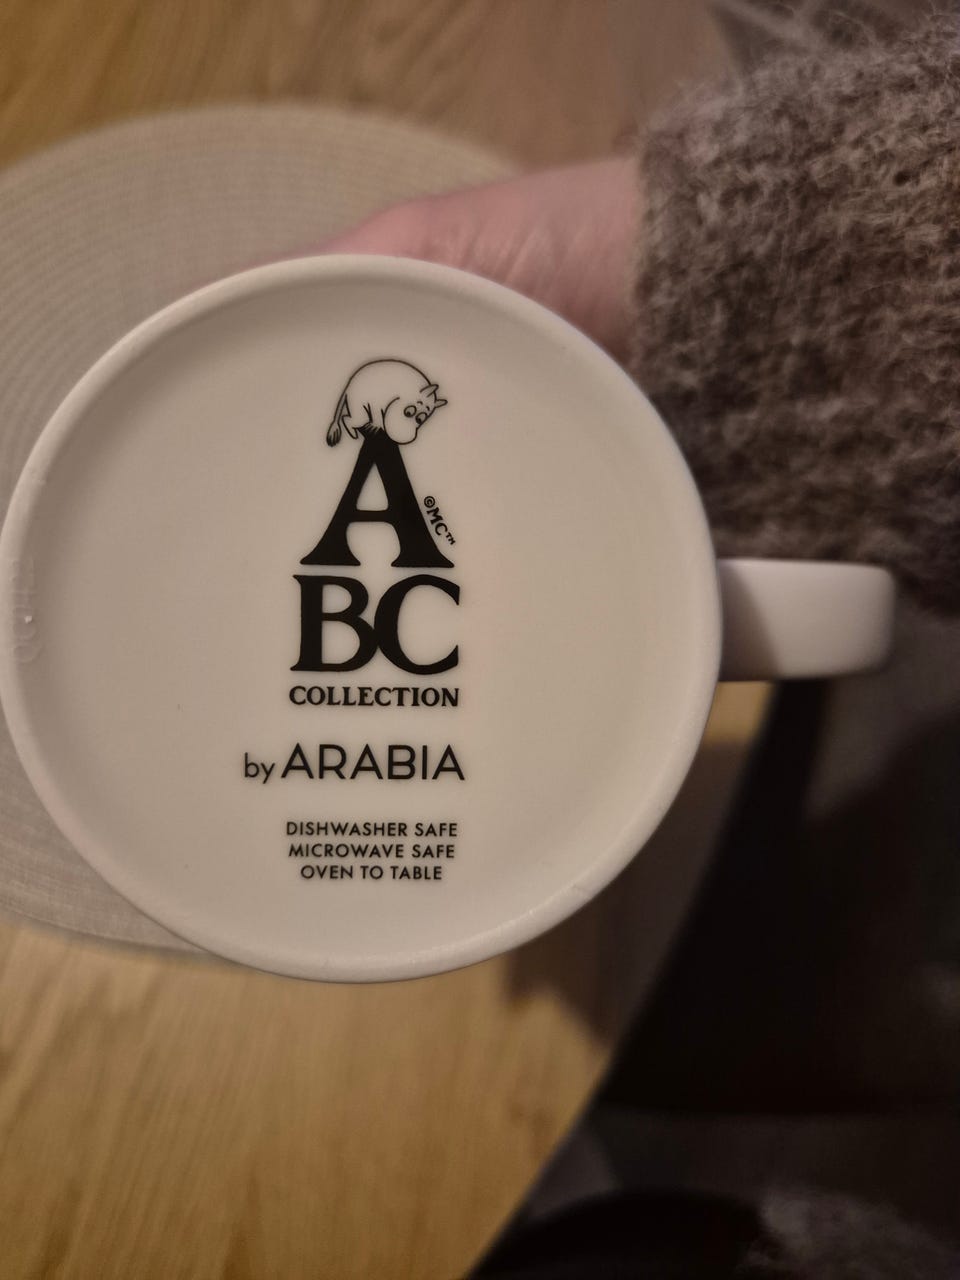 A
©MC™
BC
COLLECTION
by ARABIA
DISHWASHER SAFE
MICROWAVE SAFE
OVEN TO TABLE